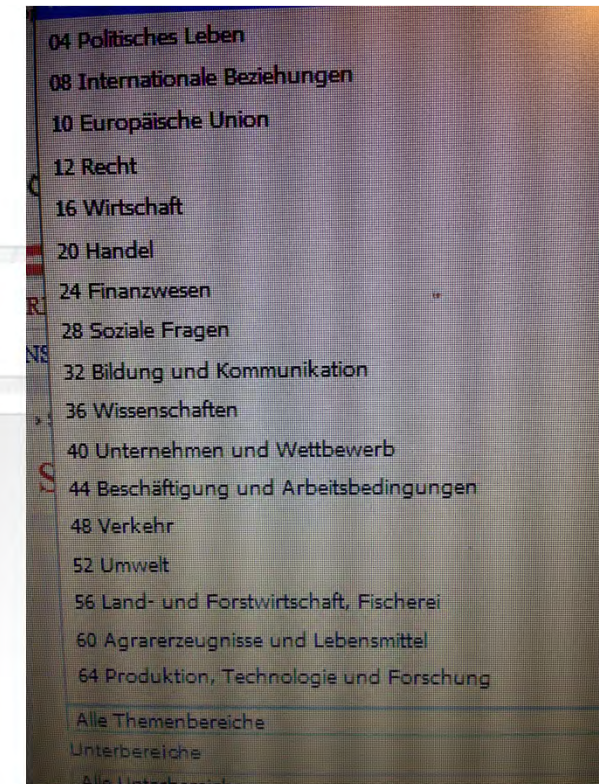 04 Politisches Leben
08 Internationale Beziehungen
10 Europäische Union
12 Recht
16 Wirtschaft
20 Handel
24 Finanzwesen
28 Soziale Fragen
32 Bildung und Kommunikation
36 Wissenschaften
40 Unternehmen und Wettbewerb
44 Beschäftigung und Arbeitsbedingungen
48 Verkehr
52 Umwelt
56 Land- und Forstwirtschaft, Fischerei
60 Agrarerzeugnisse und Lebensmittel
64 Produktion, Technologie und Forschung
Alle Themenbereiche
Unterbereiche